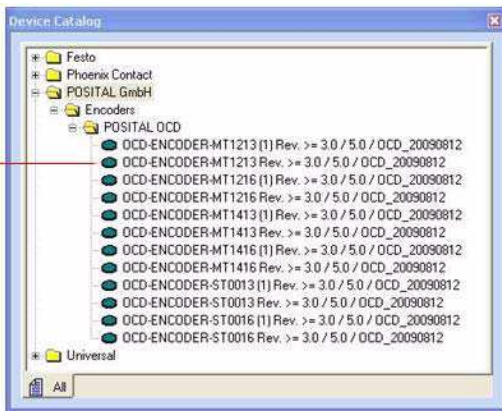 Device Catalog
Festo
Phoenix Contact
POSITAL GmbH
Encoders
POSITAL OCD
OCD-ENCODER-MT1213 (1) Rev. >= 3.0 / 5.0 / OCD_20090812
OCD-ENCODER-MT1213 Rev. >= 3.0 / 5.0 / OCD_20090812
OCD-ENCODER-MT1216 (1) Rev. >= 3.0 / 5.0 / OCD_20090812
OCD-ENCODER-MT1216 Rev. >= 3.0 / 5.0 / OCD_20090812
OCD-ENCODER-MT1413 (1) Rev. >= 3.0 / 5.0 / OCD_20090812
OCD-ENCODER-MT1413 Rev. >= 3.0 / 5.0 / OCD_20090812
OCD-ENCODER-MT1416 (1) Rev. >= 3.0 / 5.0 / OCD_20090812
OCD-ENCODER-MT1416 Rev. >= 3.0 / 5.0 / OCD_20090812
OCD-ENCODER-ST0013 (1) Rev. >= 3.0 / 5.0 / OCD_20090812
OCD-ENCODER-ST0013 Rev. >= 3.0 / 5.0 / OCD_20090812
OCD-ENCODER-ST0016 (1) Rev. >= 3.0 / 5.0 / OCD_20090812
OCD-ENCODER-ST0016 Rev. >= 3.0 / 5.0 / OCD_20090812
Universal
All